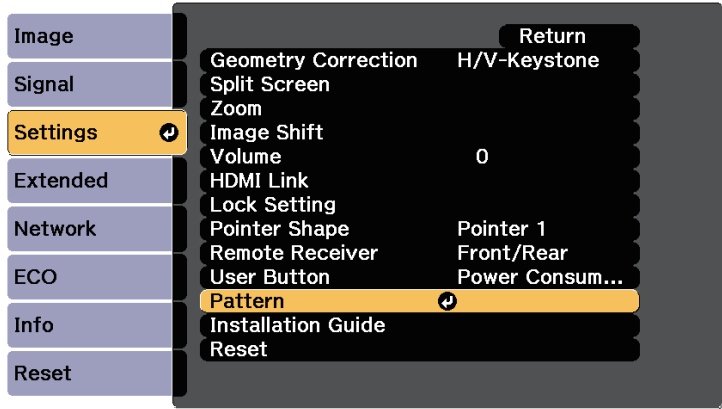 Image
Signal
Settings
Extended
Network
ECO
Info
Reset
Return
Geometry Correction H/V-Keystone
Split Screen
Zoom
Image Shift
Volume 0
HDMI Link
Lock Setting
Pointer Shape Pointer 1
Remote Receiver Front/Rear
User Button Power Consum...
Pattern
Installation Guide
Reset